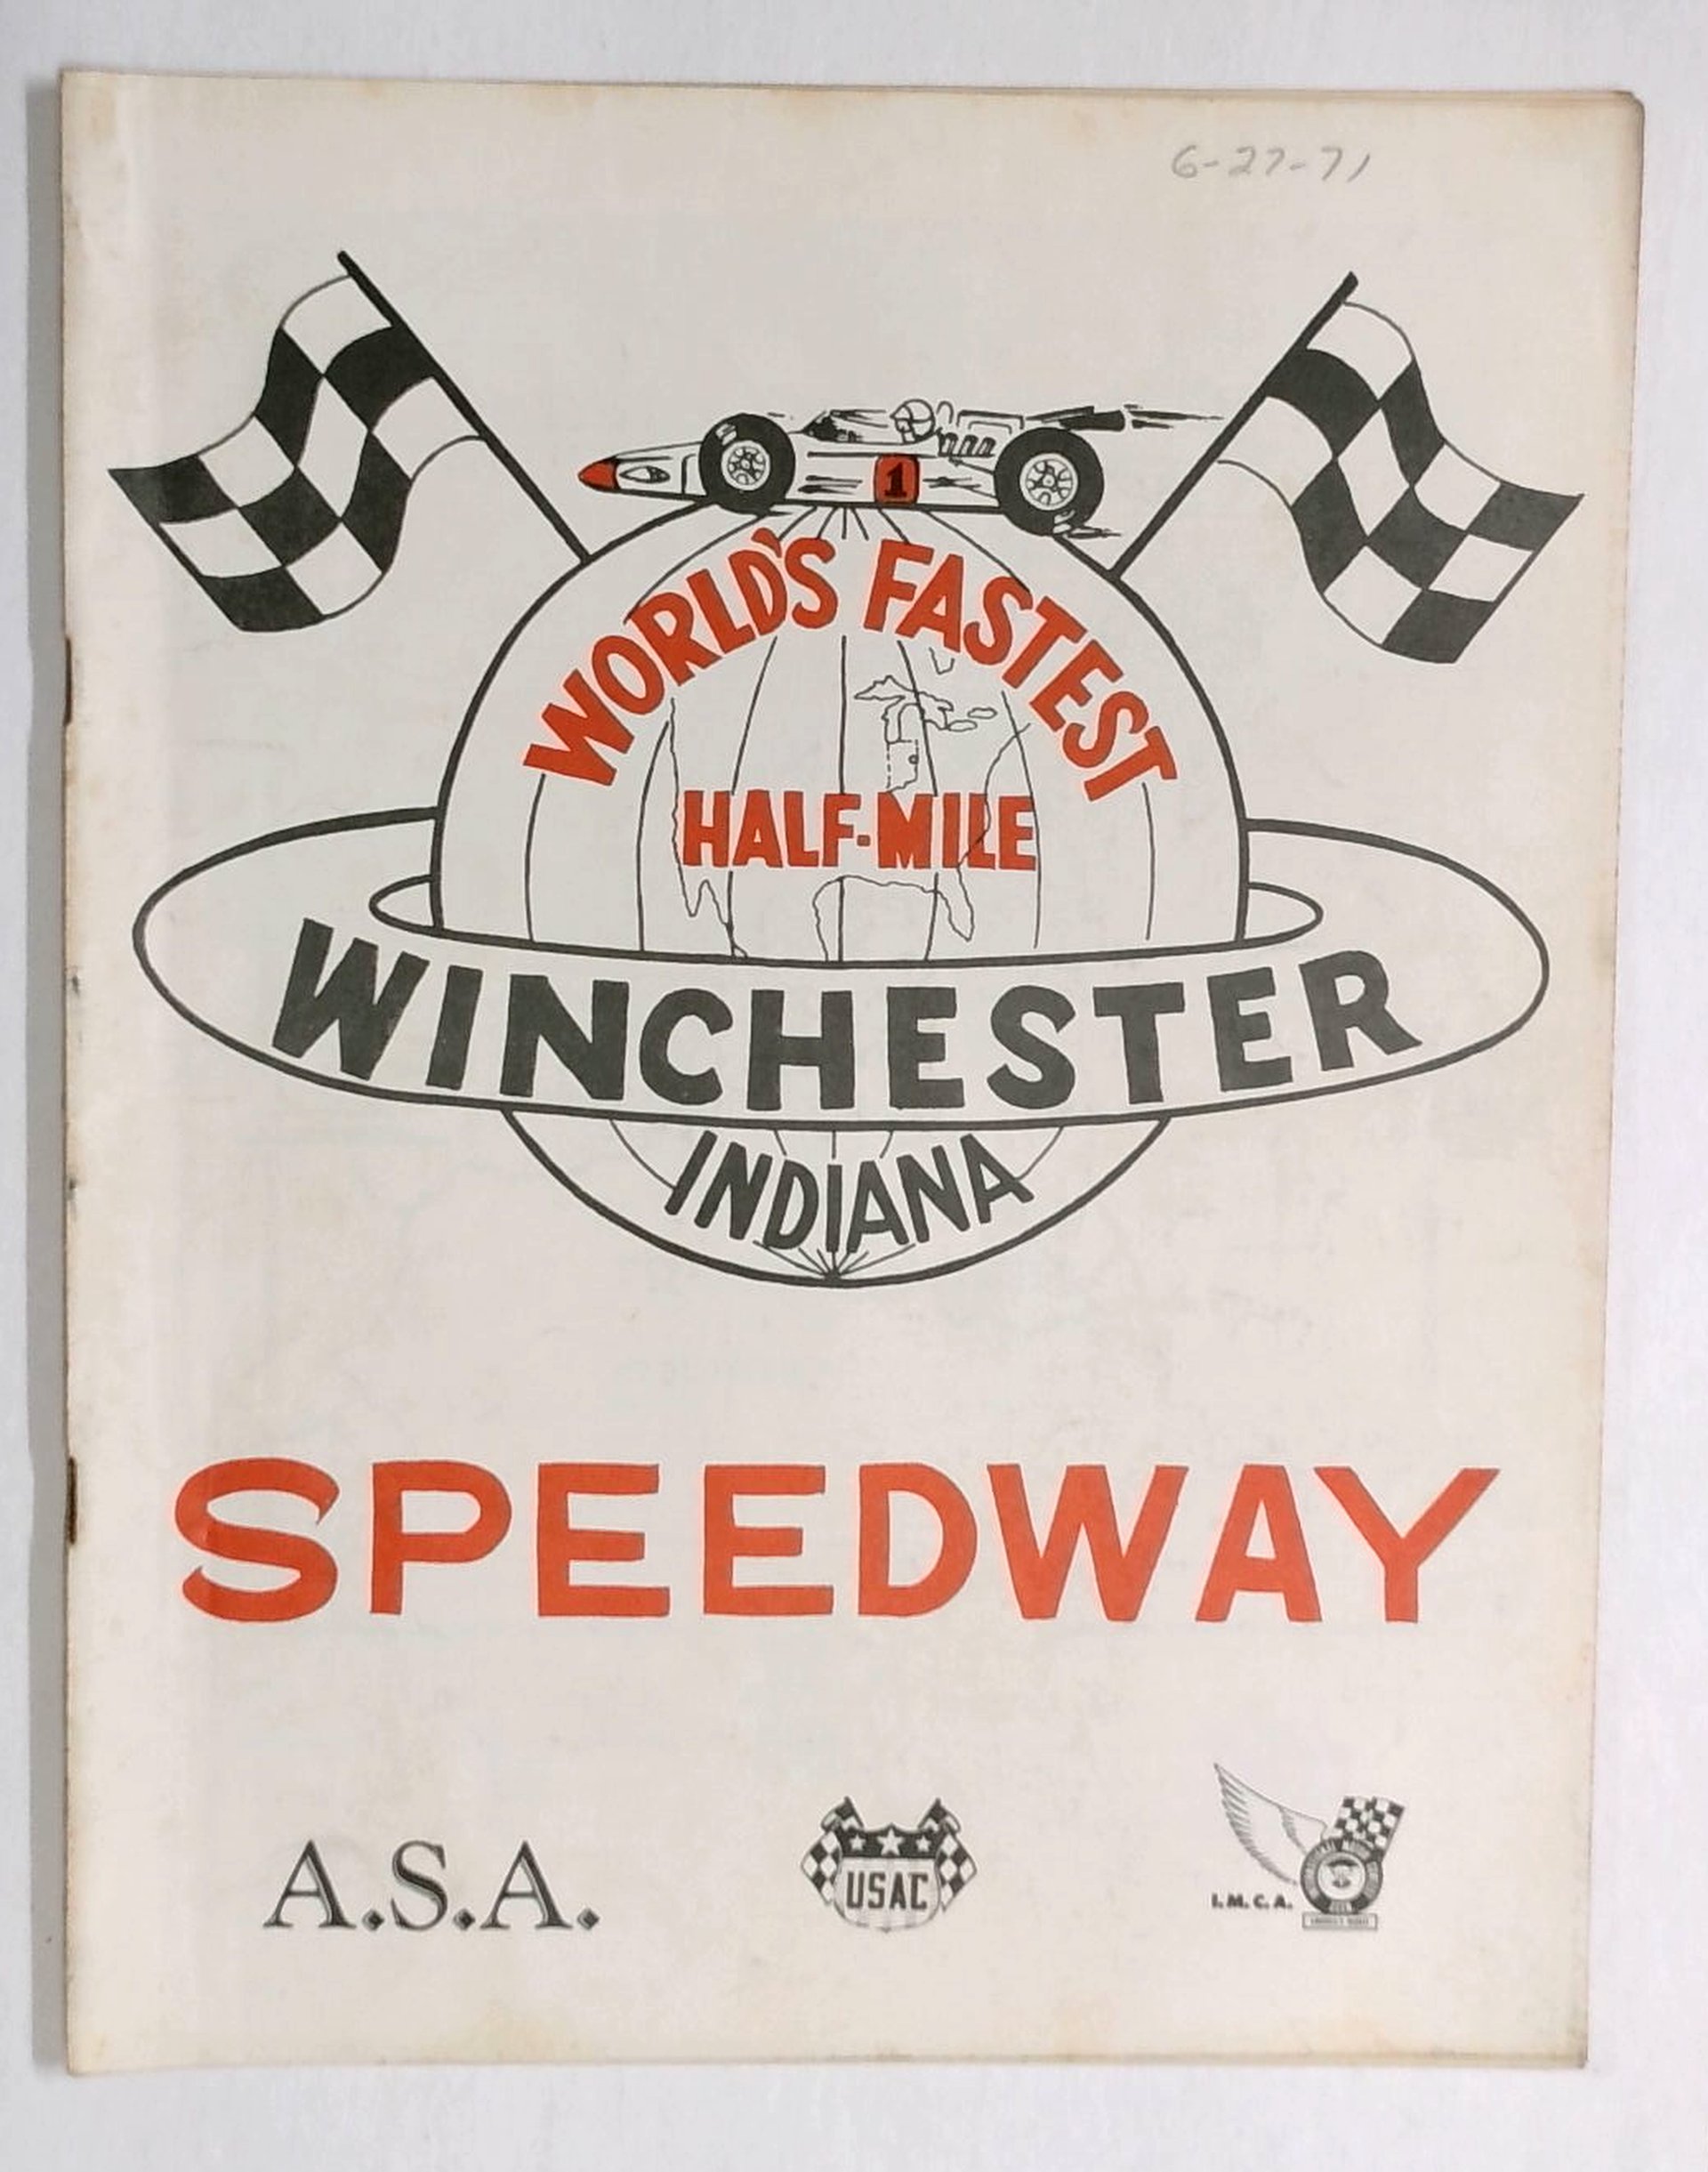 6-27-71
1
WORLD'S FASTEST
HALF-MILE
WINCHESTER
INDIANA
SPEEDWAY
A.S.A.
USAC
I.M.C.A.